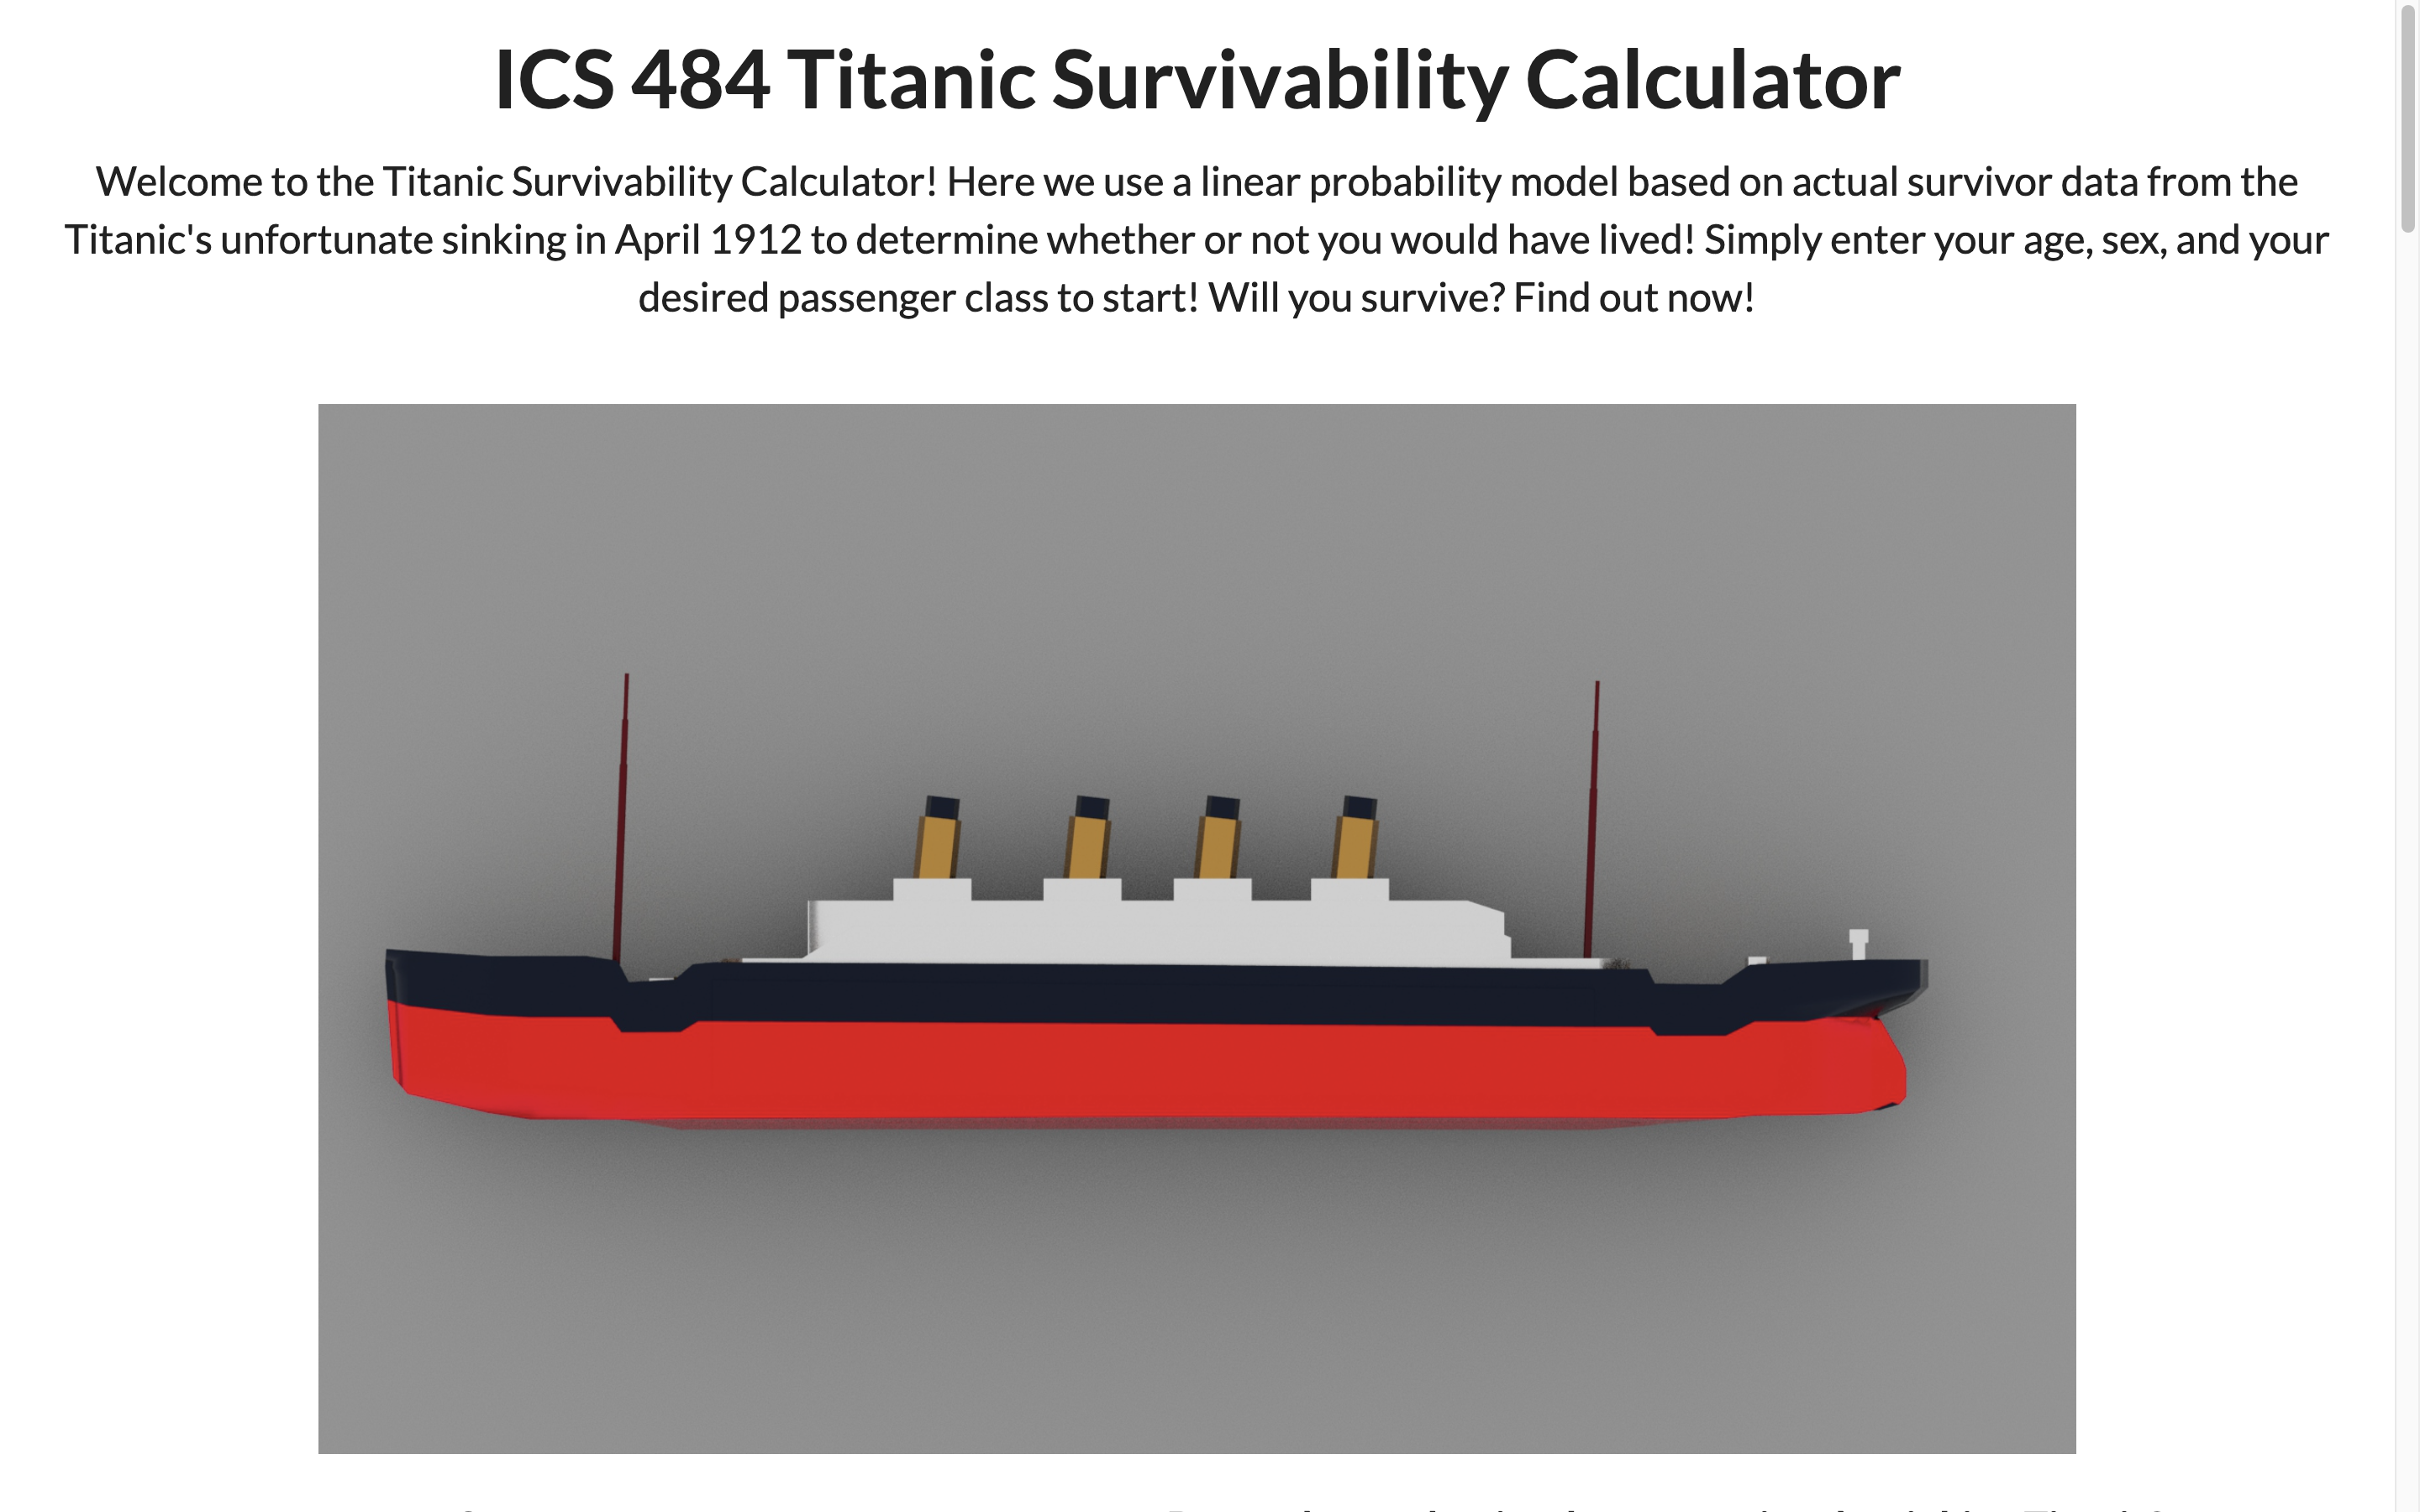 ICS 484 Titanic Survivability Calculator
Welcome to the Titanic Survivability Calculator! Here we use a linear probability model based on actual survivor data from the
Titanic's unfortunate sinking in April 1912 to determine whether or not you would have lived! Simply enter your age, sex, and your
desired passenger class to start! Will you survive? Find out now!